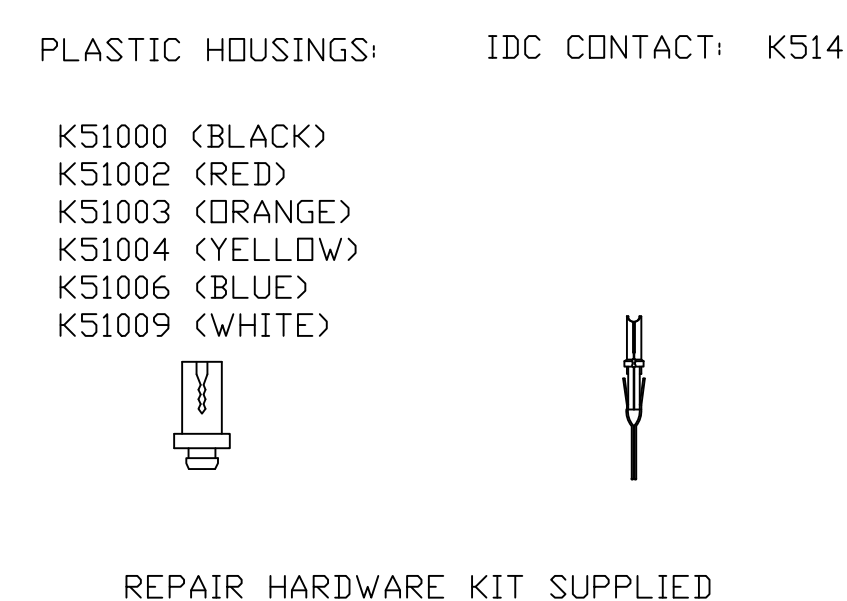 PLASTIC HOUSINGS:
IDC CONTACT: K514
K51000 (BLACK)
K51002 (RED)
K51003 (ORANGE)
K51004 (YELLOW)
K51006 (BLUE)
K51009 (WHITE)
REPAIR HARDWARE KIT SUPPLIED